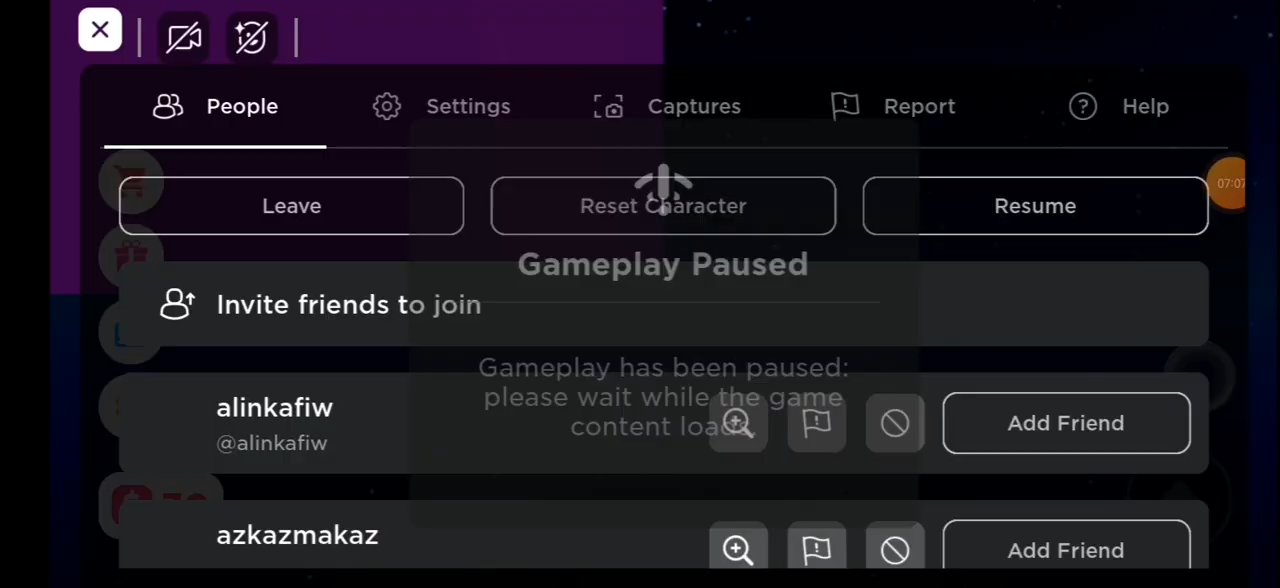 People
Settings
Captures
Report
Help
Leave
Reset Character
Resume
07:07
Gameplay Paused
Invite friends to join
Gameplay has been paused:
please wait while the game
content loads
alinkafiw
@alinkafiw
Add Friend
azkazmakaz
Add Friend